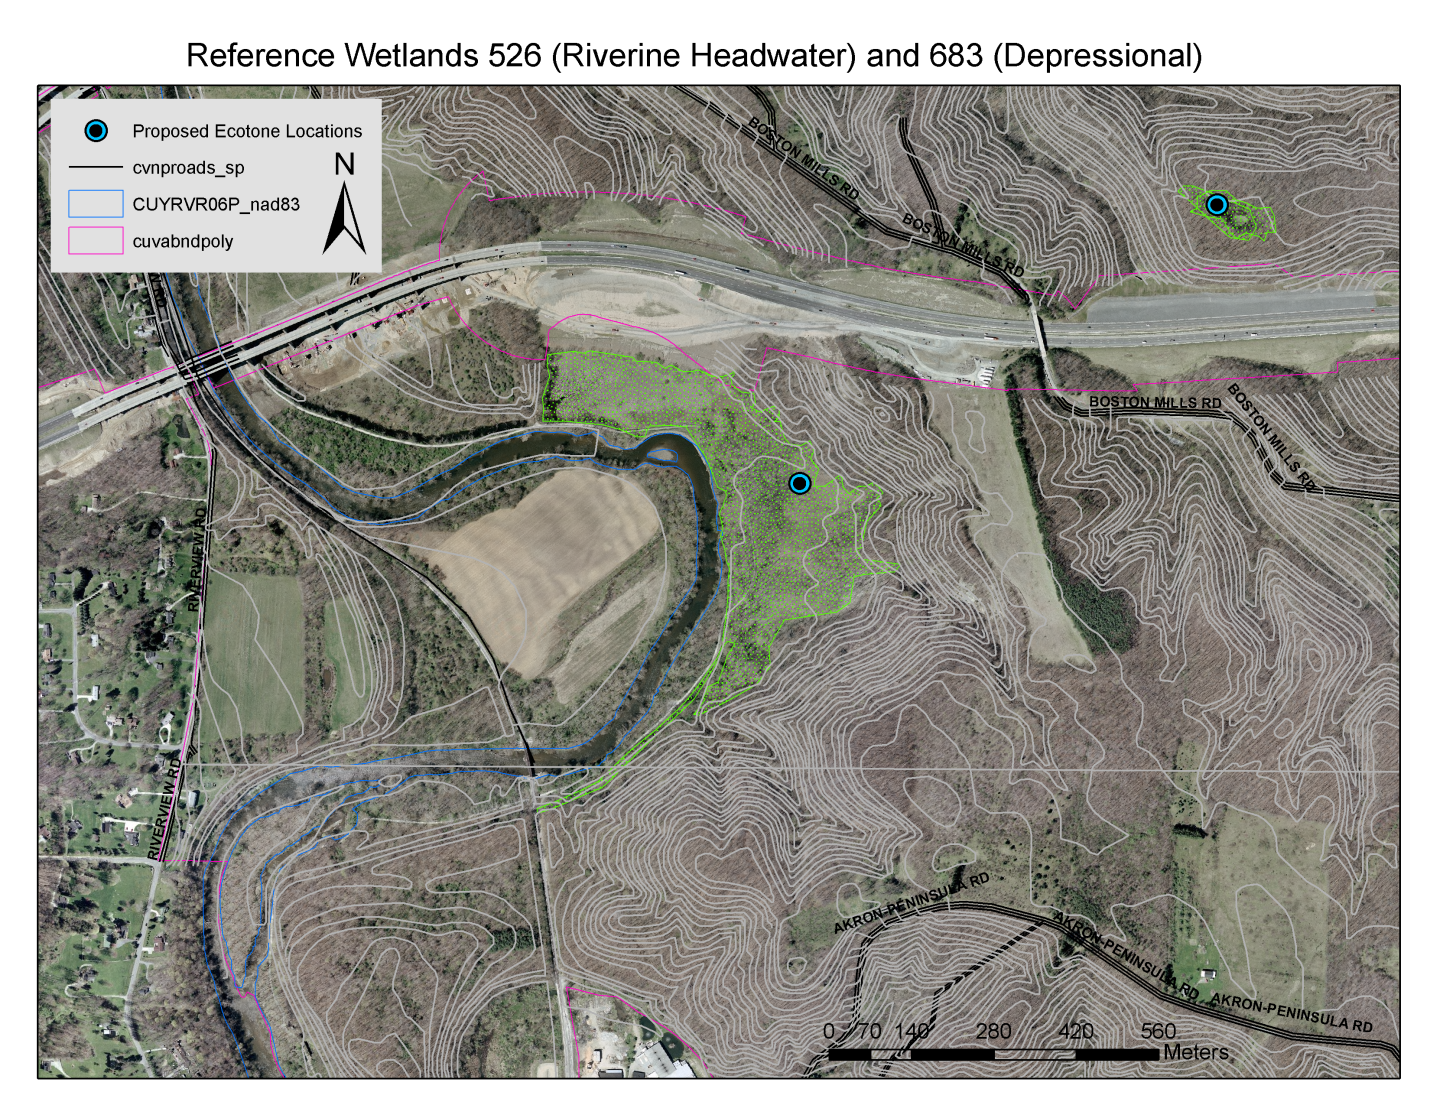 Reference Wetlands 526 (Riverine Headwater) and 683 (Depressional)
Proposed Ecotone Locations
cvnproads_sp
CUYRVR06P_nad83
cuvabndpoly
N
BOSTON MILLS RD
BOSTON MILLS RD
BOSTON MILLS RD
BOSTON MILLS RD
RIVERVIEW RD
RIVERVIEW RD
AKRON-PENINSULA RD
AKRON-PENINSULA RD
AKRON-PENINSULA RD
0 70 140 280 420 560
Meters